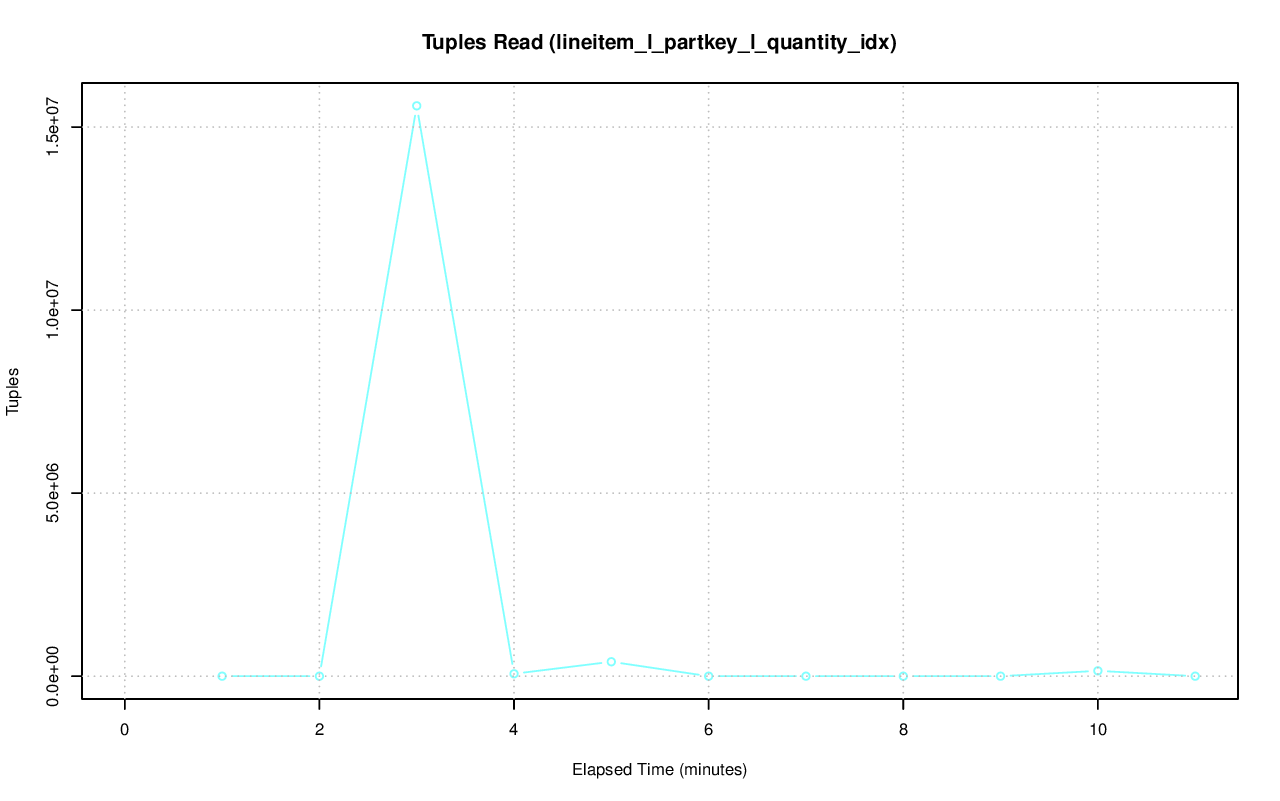 Tuples Read (lineitem_l_partkey_l_quantity_idx)
1.5e+07
1.0e+07
5.0e+06
0.0e+00
Tuples
0 2 4 6 8 10
Elapsed Time (minutes)